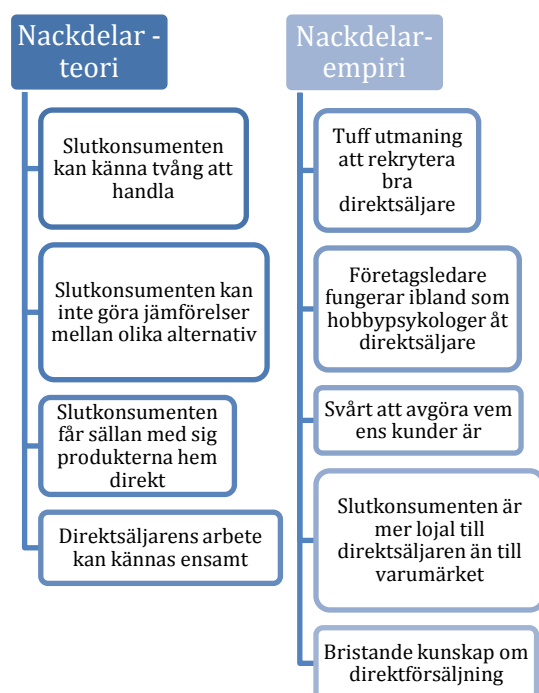 Nackdelar -
teori
Slutkonsumenten
kan känna tvång att
handla
Slutkonsumenten kan
inte göra jämförelser
mellan olika alternativ
Slutkonsumenten
får sällan med sig
produkterna hem
direkt
Direktsäljarens arbete
kan kännas ensamt
Nackdelar-
empiri
Tuff utmaning
att rekrytera
bra
direktsäljare
Företagsledare
fungerar ibland som
hobbypsykologer åt
direktsäljare
Svårt att avgöra vem
ens kunder är
Slutkonsumenten är
mer lojal till
direktsäljaren än till
varumärket
Bristande kunskap om
direktförsäljning